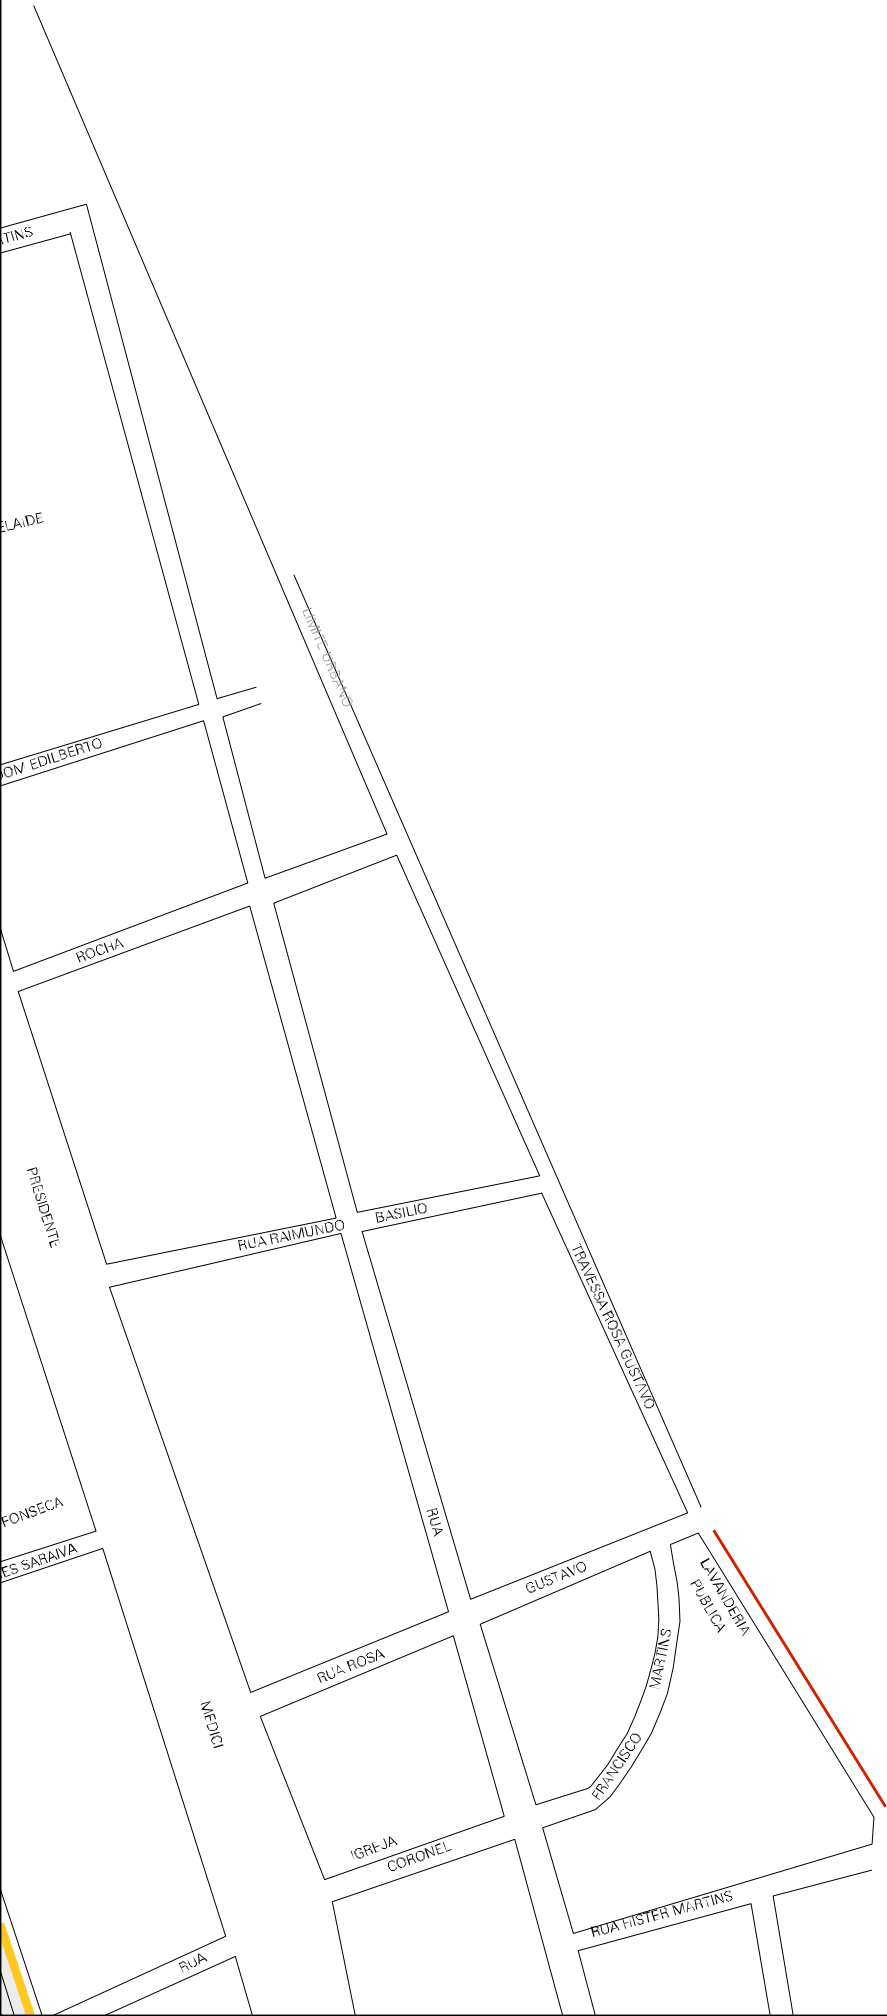 TINS
ELAIDE
LIMITE URBANO
DOM EDILBERTO
ROCHA
PRESIDENTE
RUA RAIMUNDO
BASILIO
TRAVESSA ROSA GUSTAVO
FONSECA
ES SARAIVA
RUA
GUSTAVO
LAVANDERIA
PUBLICA
RUA ROSA
MARTINS
MEDICI
FRANCISCO
IGREJA
CORONEL
RUA FISTER MARTINS
RUA